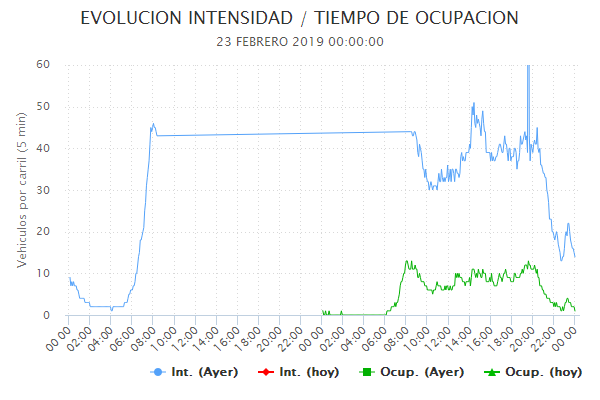 EVOLUCION INTENSIDAD / TIEMPO DE OCUPACION
23 FEBRERO 2019 00:00:00
Vehiculos por carril (5 min)
60
50
40
30
20
10
0
00:00 02:00 04:00 06:00 08:00 10:00 12:00 14:00 16:00 18:00 20:00 22:00 00:00 02:00 04:00 06:00 08:00 10:00 12:00 14:00 16:00 18:00 20:00 22:00 00:00
Int. (Ayer) Int. (hoy) Ocup. (Ayer) Ocup. (hoy)